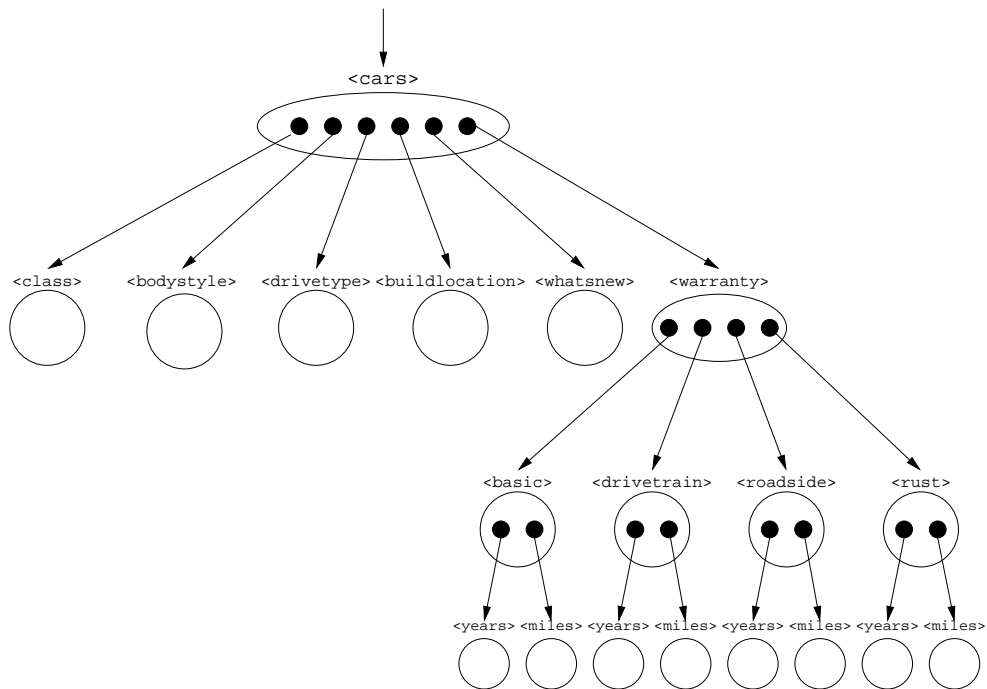 <cars>
<class> <bodystyle> <drivetype> <buildlocation> <whatsnew> <warranty>
<basic> <drivetrain> <roadside> <rust>
<years> <miles> <years> <miles> <years> <miles> <years> <miles>